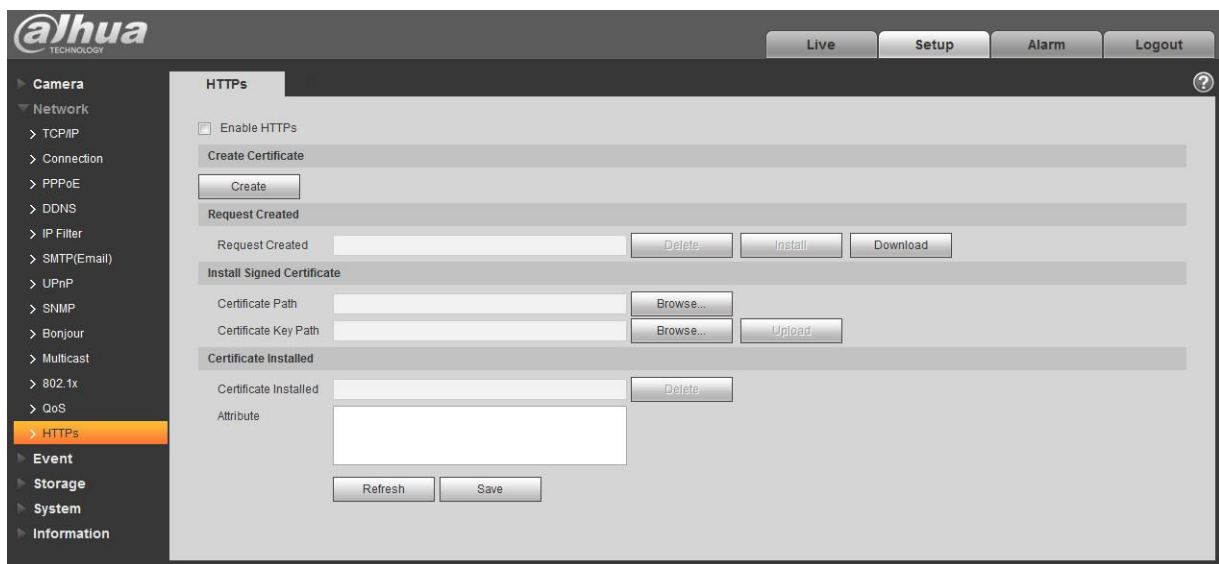 alhua
TECHNOLOGY
Live
Setup
Alarm
Logout
Camera
Network
TCP/IP
Connection
PPPoE
DDNS
IP Filter
SMTP(Email)
UPnP
SNMP
Bonjour
Multicast
802.1x
QoS
HTTPs
Event
Storage
System
Information
HTTPs
?
Enable HTTPs
Create Certificate
Create
Request Created
Request Created Delete Install Download
Install Signed Certificate
Certificate Path Browse...
Certificate Key Path Browse... Upload
Certificate Installed
Certificate Installed Delete
Attribute
Refresh Save